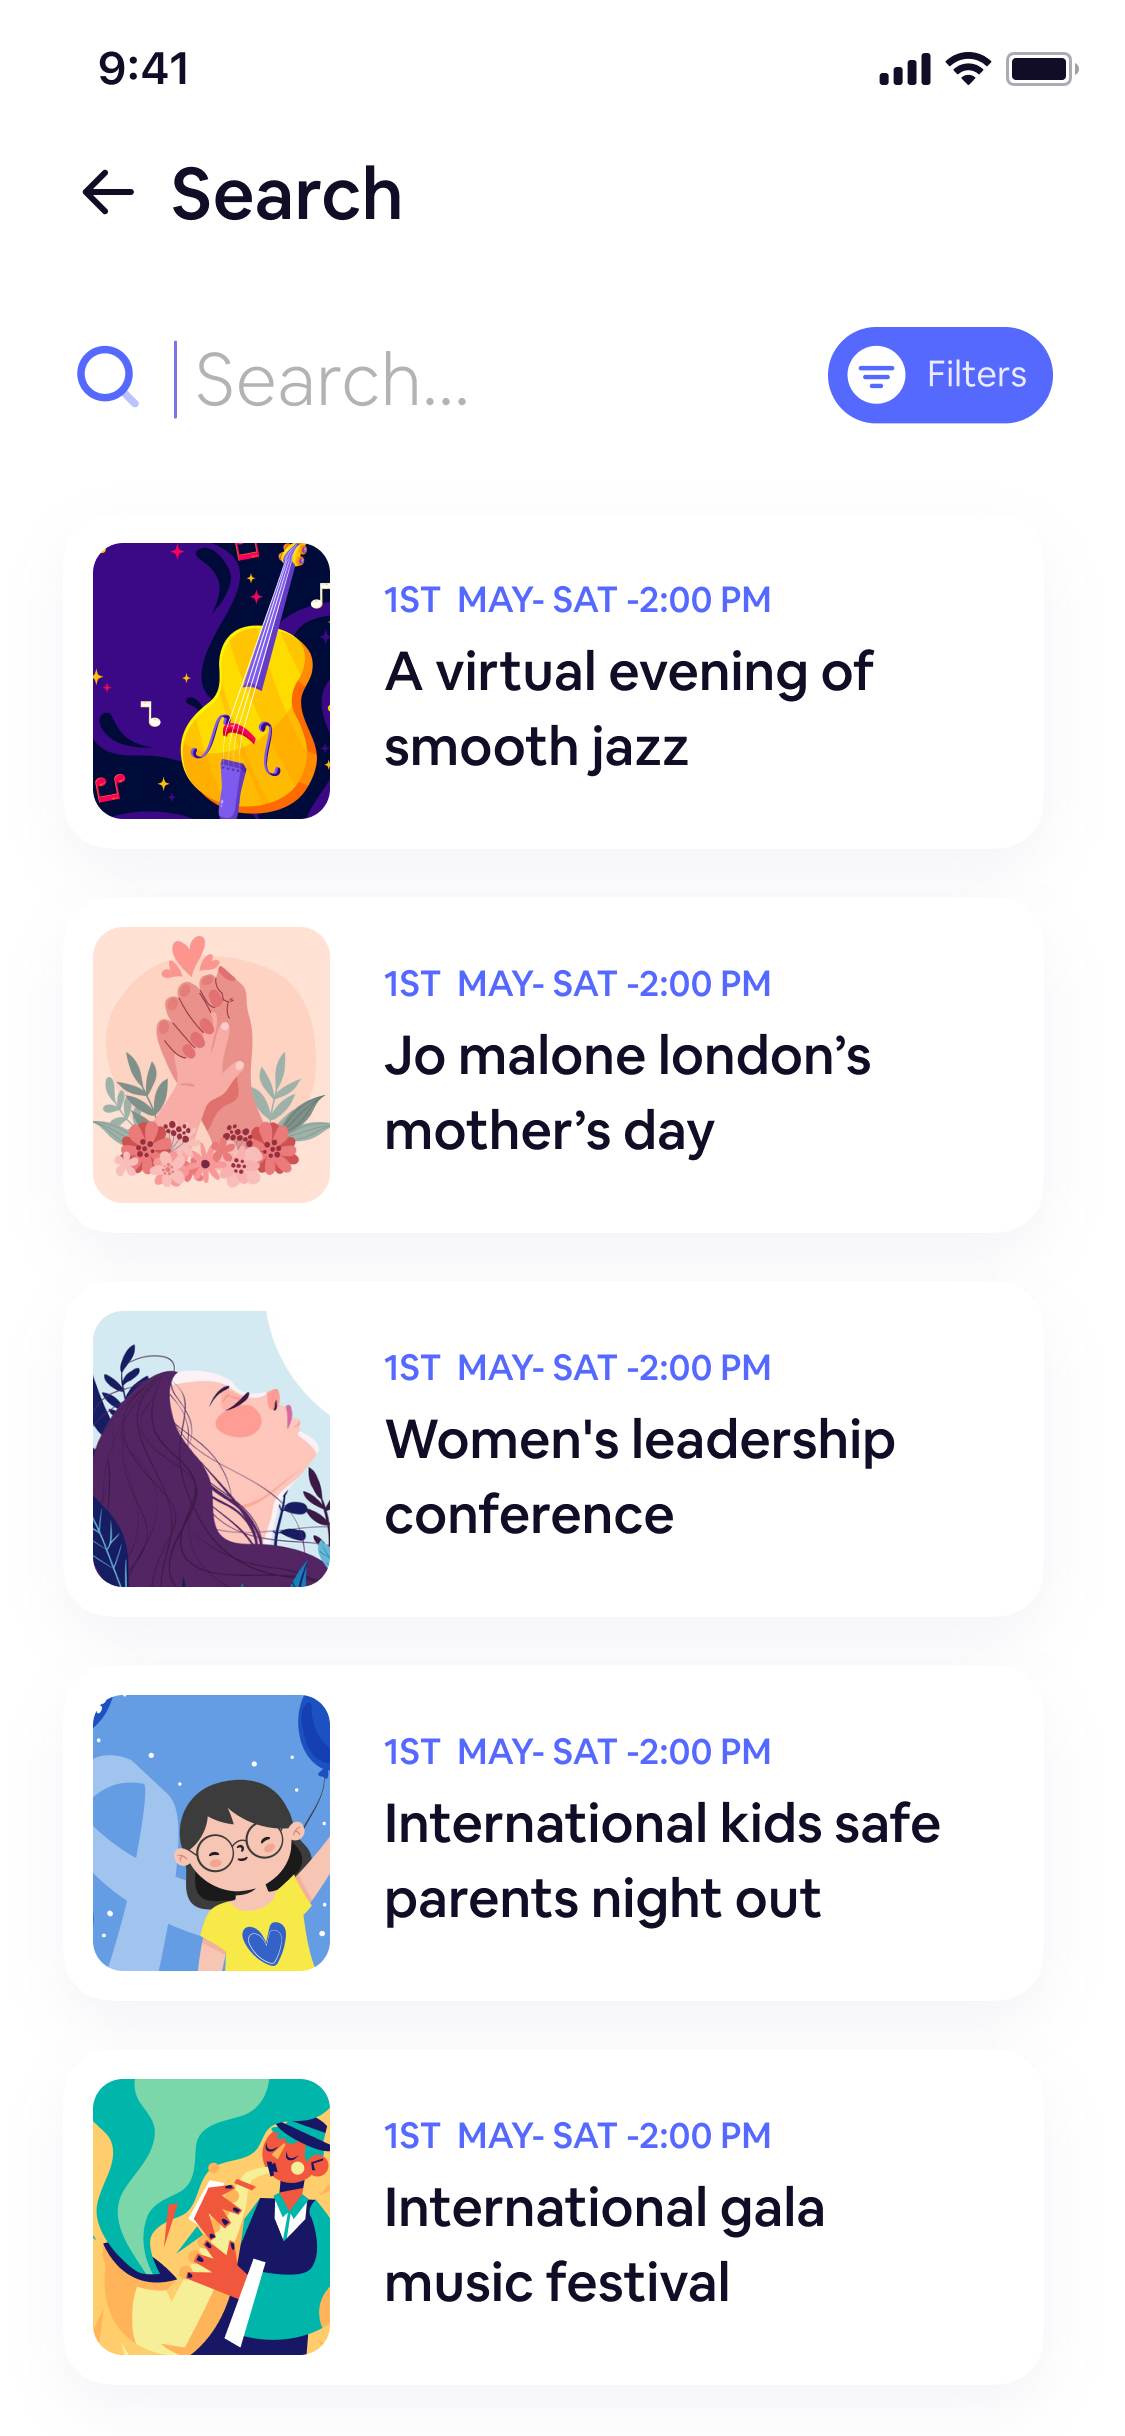 9:41
Search
Search...
Filters
1ST  MAY- SAT -2:00 PM
A virtual evening of
smooth jazz
1ST  MAY- SAT -2:00 PM
Jo malone london’s
mother’s day
1ST  MAY- SAT -2:00 PM
Women's leadership
conference
1ST  MAY- SAT -2:00 PM
International kids safe
parents night out
1ST  MAY- SAT -2:00 PM
International gala
music festival